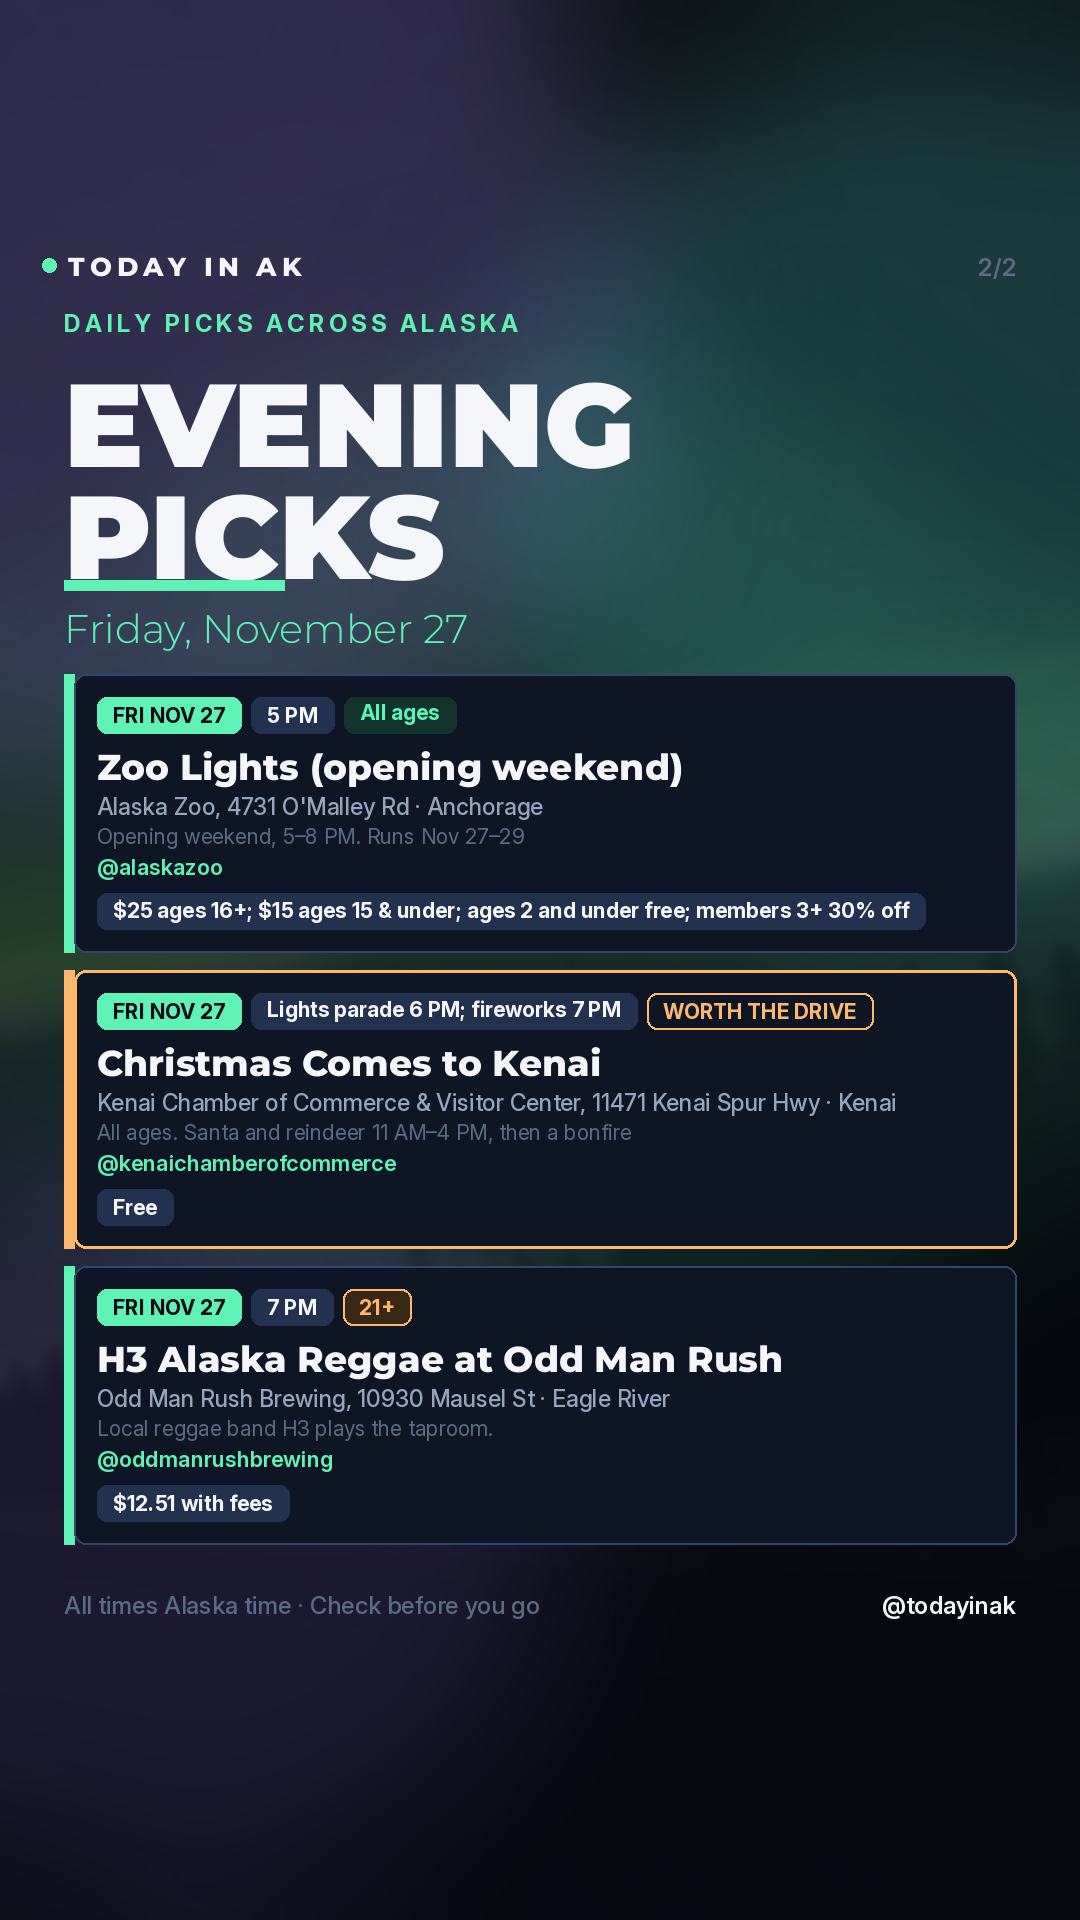 TODAY IN AK
2/2
DAILY PICKS ACROSS ALASKA
EVENING
PICKS
Friday, November 27
FRI NOV 27 5 PM All ages
Zoo Lights (opening weekend)
Alaska Zoo, 4731 O'Malley Rd · Anchorage
Opening weekend, 5–8 PM. Runs Nov 27–29
@alaskazoo
$25 ages 16+; $15 ages 15 & under; ages 2 and under free; members 3+ 30% off
FRI NOV 27 Lights parade 6 PM; fireworks 7 PM WORTH THE DRIVE
Christmas Comes to Kenai
Kenai Chamber of Commerce & Visitor Center, 11471 Kenai Spur Hwy · Kenai
All ages. Santa and reindeer 11 AM–4 PM, then a bonfire
@kenaichamberofcommerce
Free
FRI NOV 27 7 PM 21+
H3 Alaska Reggae at Odd Man Rush
Odd Man Rush Brewing, 10930 Mausel St · Eagle River
Local reggae band H3 plays the taproom.
@oddmanrushbrewing
$12.51 with fees
All times Alaska time · Check before you go
@todayinak